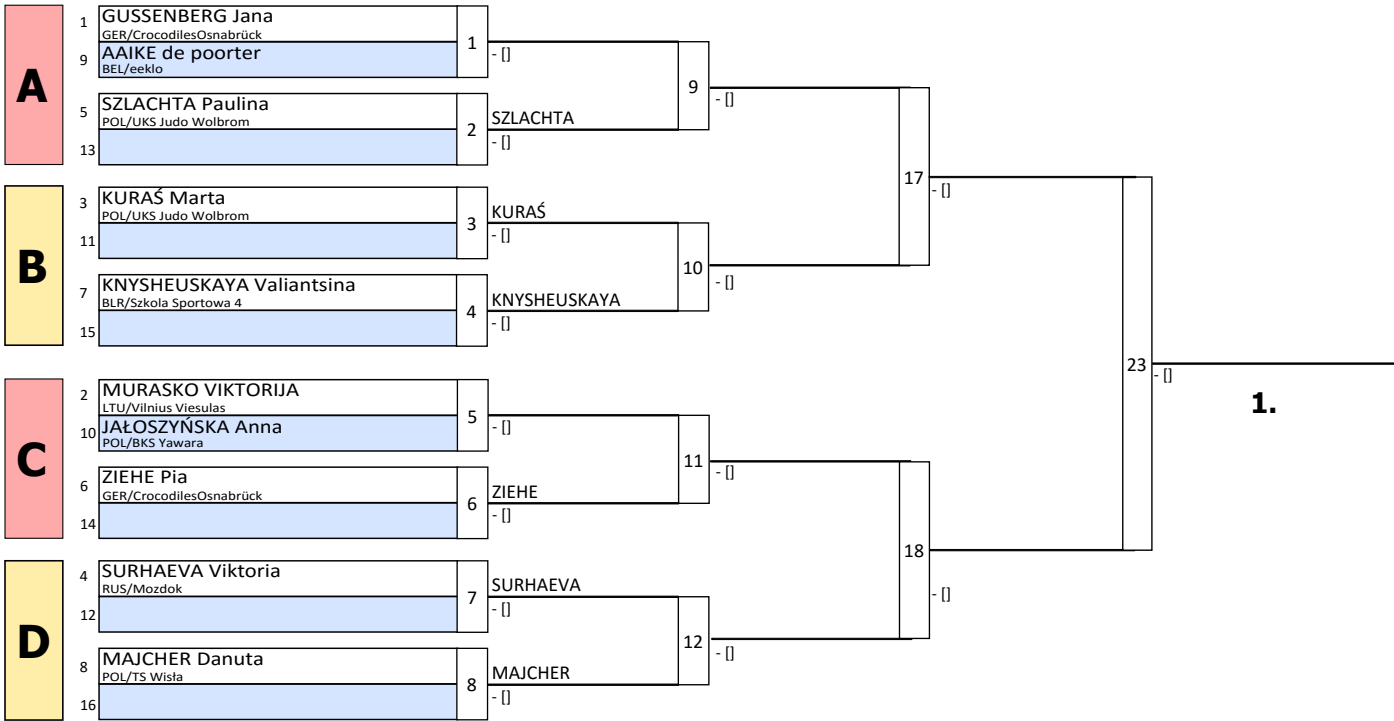 A
1 GUSSENBERG Jana
GER/CrocodilesOsnabrück
9 AAIKE de poorter
BEL/eeklo
1
- []
5 SZLACHTA Paulina
POL/UKS Judo Wolbrom
13
2
SZLACHTA
- []
9
- []
B
3 KURAŚ Marta
POL/UKS Judo Wolbrom
11
3
KURAŚ
- []
7 KNYSHEUSKAYA Valiantsina
BLR/Szkola Sportowa 4
15
4
KNYSHEUSKAYA
- []
10
- []
17
- []
C
2 MURASKO VIKTORIJA
LTU/Vilnius Viesulas
10 JAŁOSZYŃSKA Anna
POL/BKS Yawara
5
- []
6 ZIEHE Pia
GER/CrocodilesOsnabrück
14
6
ZIEHE
- []
11
- []
D
4 SURHAEVA Viktoria
RUS/Mozdok
12
7
SURHAEVA
- []
8 MAJCHER Danuta
POL/TS Wisła
16
8
MAJCHER
- []
12
- []
18
- []
23
- []
1.